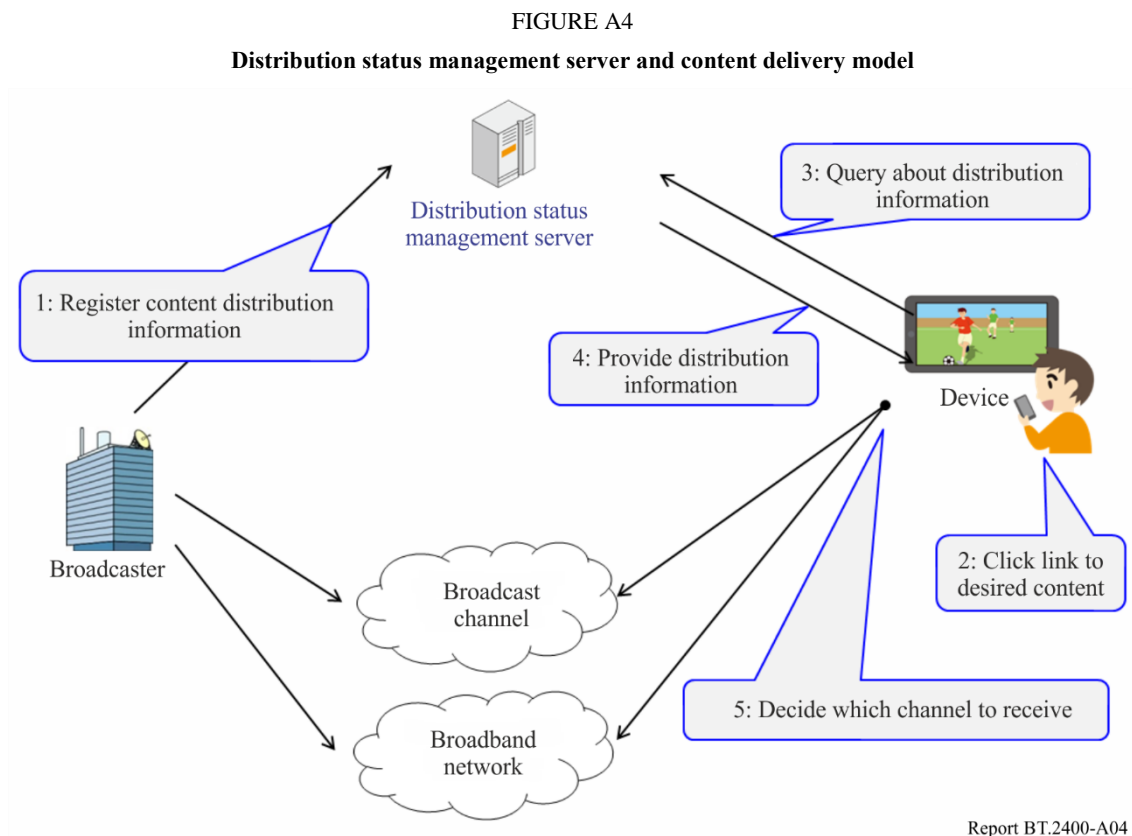 FIGURE A4
Distribution status management server and content delivery model
3: Query about distribution
information
Distribution status
management server
1: Register content distribution
information
4: Provide distribution
information
Device
Broadcaster
2: Click link to
desired content
Broadcast
channel
5: Decide which channel to receive
Broadband
network
Report BT.2400-A04